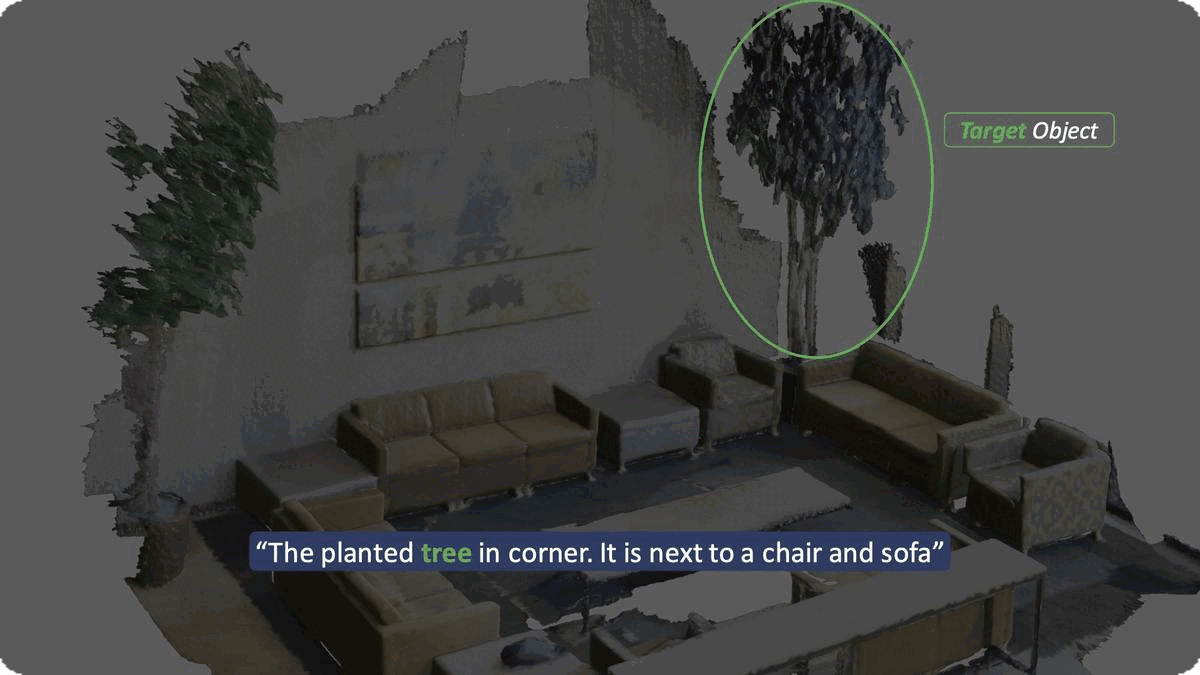 Target Object
“The planted tree in corner. It is next to a chair and sofa”